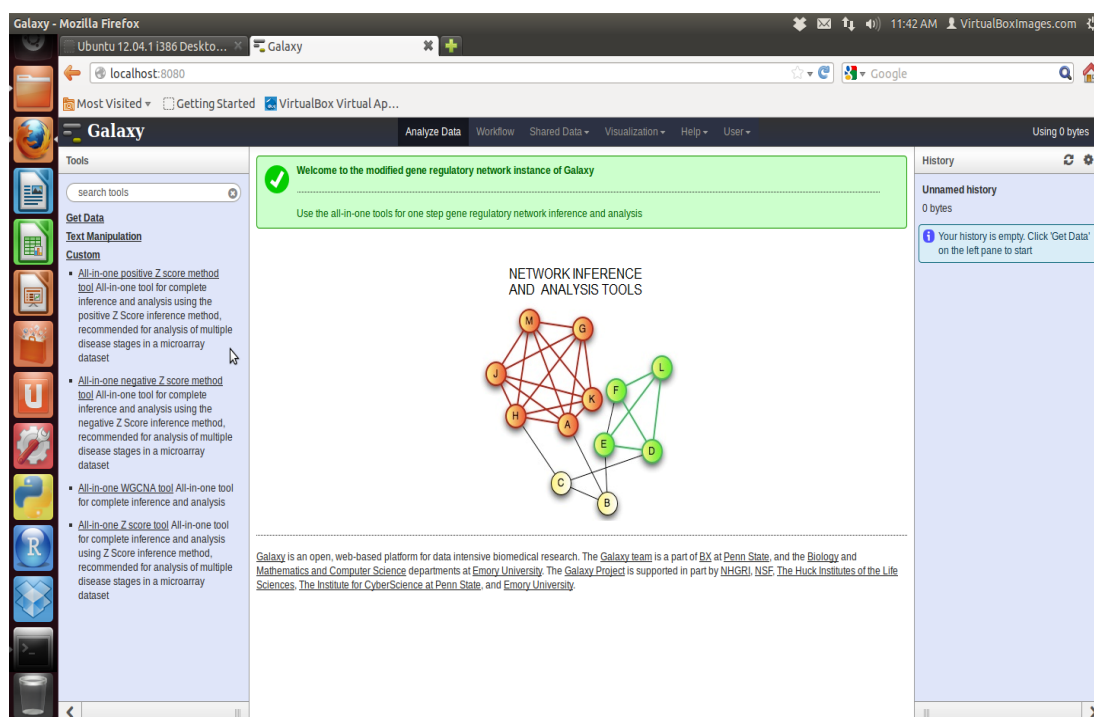 Galaxy - Mozilla Firefox
11:42 AM
VirtualBoxImages.com
Ubuntu 12.04.1 i386 Deskto...
Galaxy
localhost:8080
Google
Most Visited
Getting Started
VirtualBox Virtual Ap...
Galaxy
Analyze Data
Workflow
Shared Data
Visualization
Help
User
Using 0 bytes
Tools
search tools
Get Data
Text Manipulation
Custom
All-in-one positive Z score method
tool All-in-one tool for complete
inference and analysis using the
positive Z Score inference method,
recommended for analysis of multiple
disease stages in a microarray
dataset
All-in-one negative Z score method
tool All-in-one tool for complete
inference and analysis using the
negative Z Score inference method,
recommended for analysis of multiple
disease stages in a microarray
dataset
All-in-one WGCNA tool All-in-one tool
for complete inference and analysis
All-in-one Z score tool All-in-one tool
for complete inference and analysis
using Z Score inference method,
recommended for analysis of multiple
disease stages in a microarray
dataset
Welcome to the modified gene regulatory network instance of Galaxy
Use the all-in-one tools for one step gene regulatory network inference and analysis
NETWORK INFERENCE
AND ANALYSIS TOOLS
M
G
L
J
F
K
H
A
E
D
C
B
Galaxy is an open, web-based platform for data intensive biomedical research. The Galaxy team is a part of BX at Penn State, and the Biology and
Mathematics and Computer Science departments at Emory University. The Galaxy Project is supported in part by NHGRI, NSF, The Huck Institutes of the Life
Sciences, The Institute for CyberScience at Penn State, and Emory University.
History
Unnamed history
0 bytes
Your history is empty. Click 'Get Data'
on the left pane to start
U
R